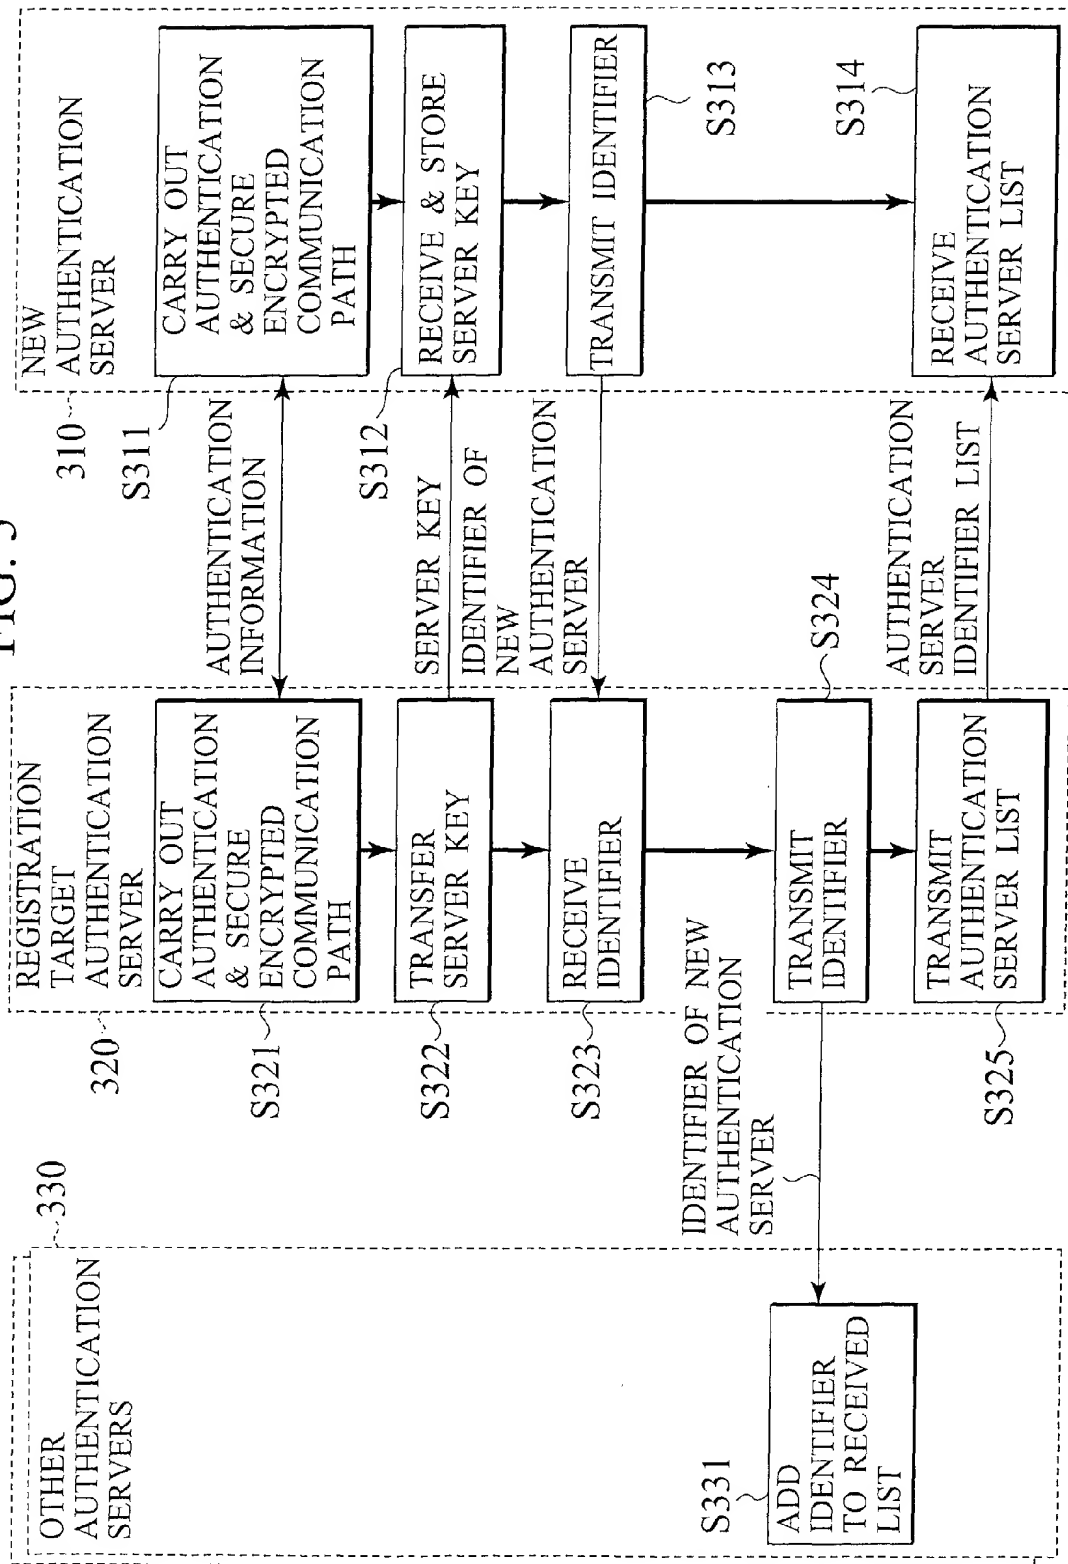 OTHER
AUTHENTICATION
SERVERS
330
S331
ADD
IDENTIFIER
TO RECEIVED
LIST
REGISTRATION
TARGET
AUTHENTICATION
SERVER
320
CARRY OUT
AUTHENTICATION
& SECURE
ENCRYPTED
COMMUNICATION
PATH
S321
TRANSFER
SERVER KEY
S322
RECEIVE
IDENTIFIER
S323
IDENTIFIER OF NEW
AUTHENTICATION
SERVER
TRANSMIT
IDENTIFIER
S324
TRANSMIT
AUTHENTICATION
SERVER LIST
S325
AUTHENTICATION
INFORMATION
SERVER KEY
IDENTIFIER OF
NEW
AUTHENTICATION
SERVER
AUTHENTICATION
SERVER
IDENTIFIER LIST
NEW
AUTHENTICATION
SERVER
310
S311
CARRY OUT
AUTHENTICATION
& SECURE
ENCRYPTED
COMMUNICATION
PATH
S312
RECEIVE & STORE
SERVER KEY
TRANSMIT IDENTIFIER
S313
S314
RECEIVE
AUTHENTICATION
SERVER LIST